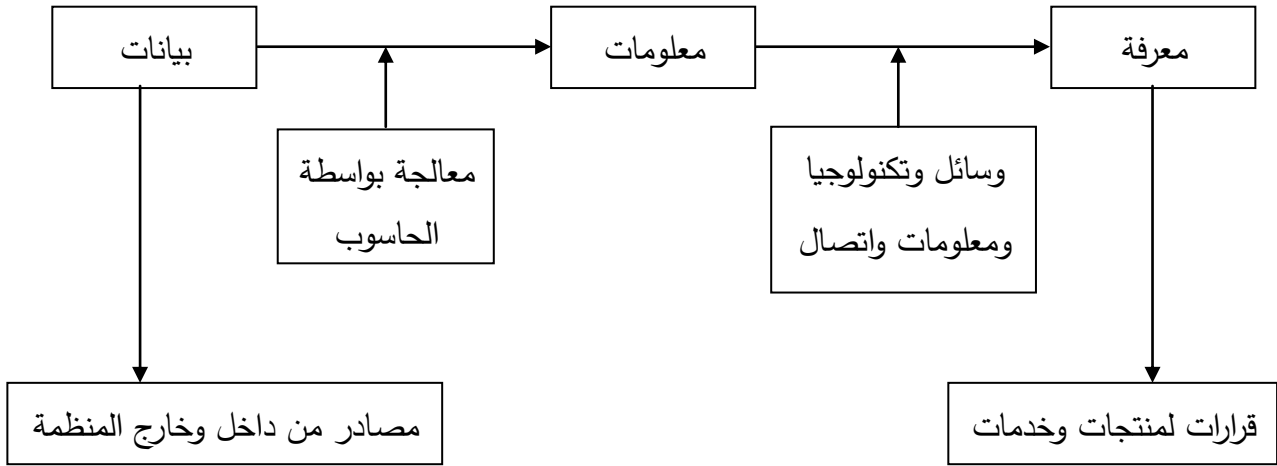 بيانات
معلومات
معرفة
معالجة بواسطة
الحاسوب
وسائل وتكنولوجيا
ومعلومات واتصال
مصادر من داخل وخارج المنظمة
قرارات لمنتجات وخدمات